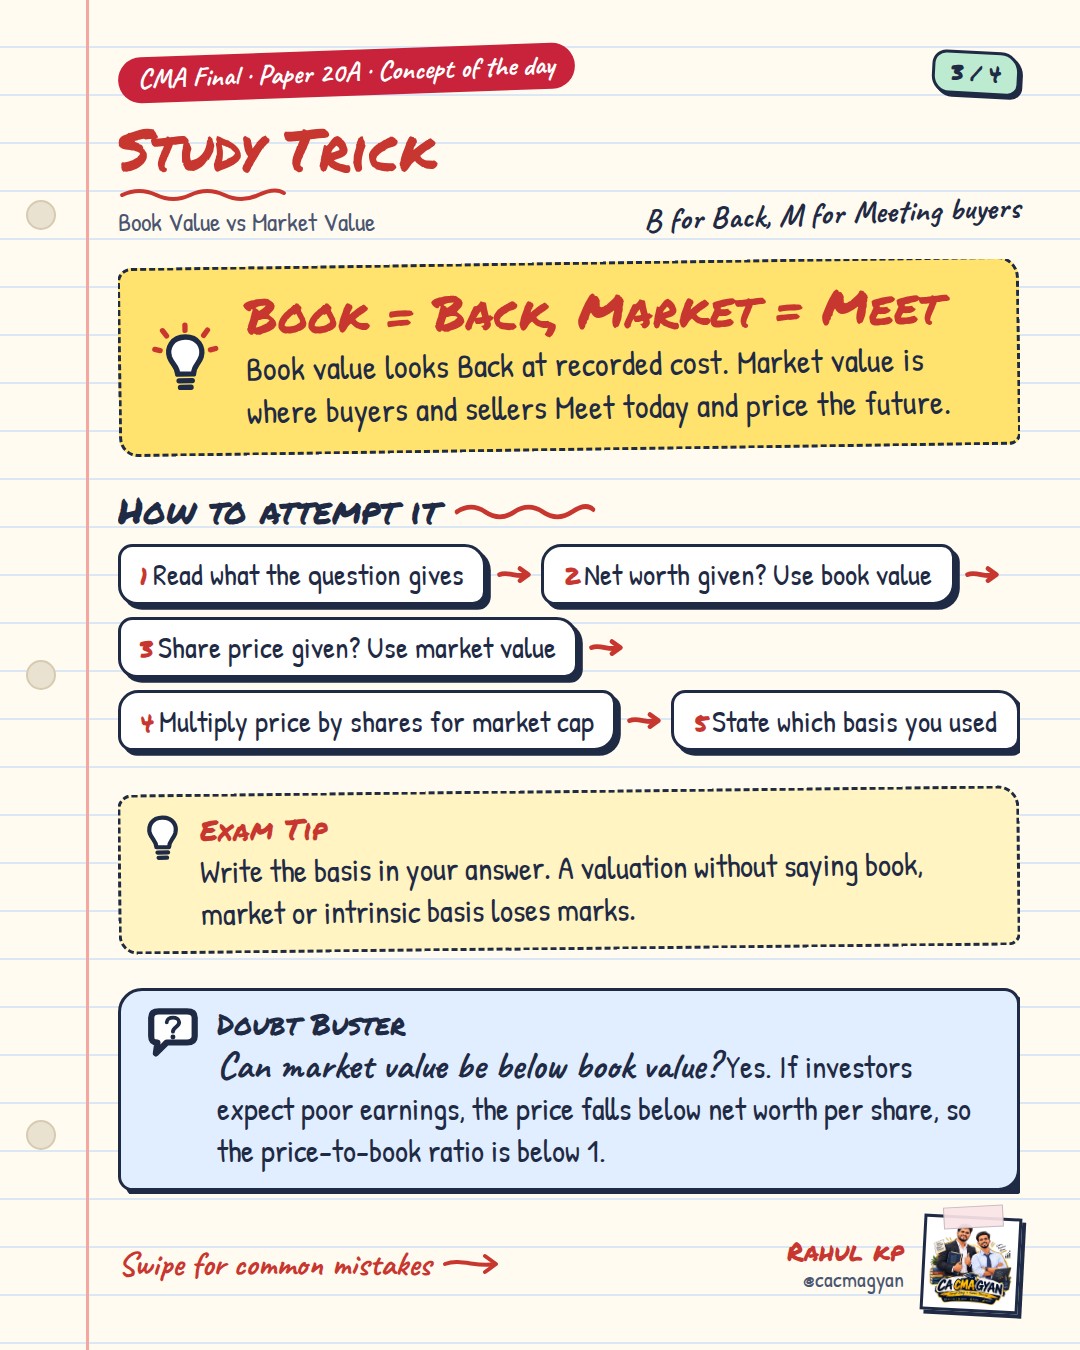 CMA Final · Paper 20A · Concept of the day
3 / 4
Study Trick
Book Value vs Market Value
B for Back, M for Meeting buyers
Book = Back, Market = Meet
Book value looks Back at recorded cost. Market value is
where buyers and sellers Meet today and price the future.
How to attempt it
1 Read what the question gives
2 Net worth given? Use book value
3 Share price given? Use market value
4 Multiply price by shares for market cap
5 State which basis you used
Exam Tip
Write the basis in your answer. A valuation without saying book,
market or intrinsic basis loses marks.
Doubt Buster
Can market value be below book value? Yes. If investors
expect poor earnings, the price falls below net worth per share, so
the price-to-book ratio is below 1.
Swipe for common mistakes
Rahul KP
@cacmagyan
CA CMA GYAN